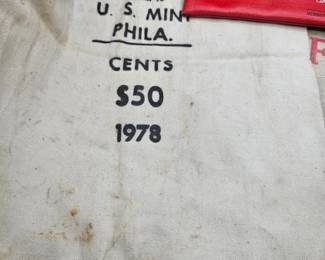 U. S. MINT
PHILA.
CENTS
$50
1978